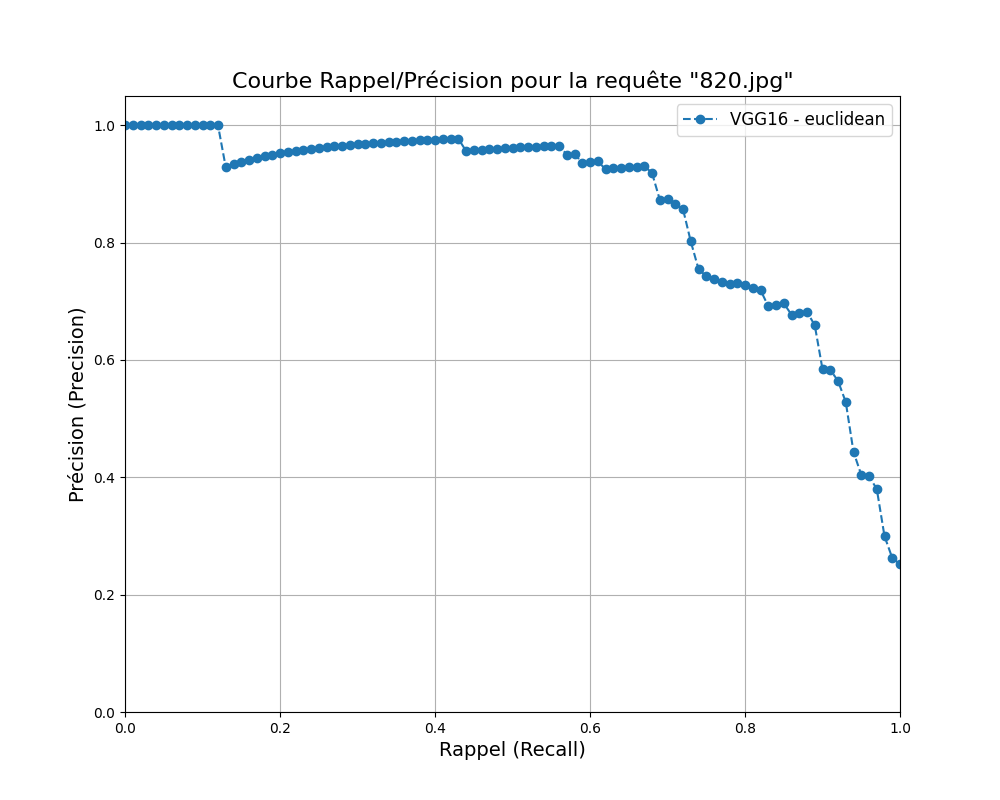 Courbe Rappel/Précision pour la requête "820.jpg"
VGG16 - euclidean
Précision (Precision)
1.0
0.8
0.6
0.4
0.2
0.0
0.0 0.2 0.4 0.6 0.8 1.0
Rappel (Recall)